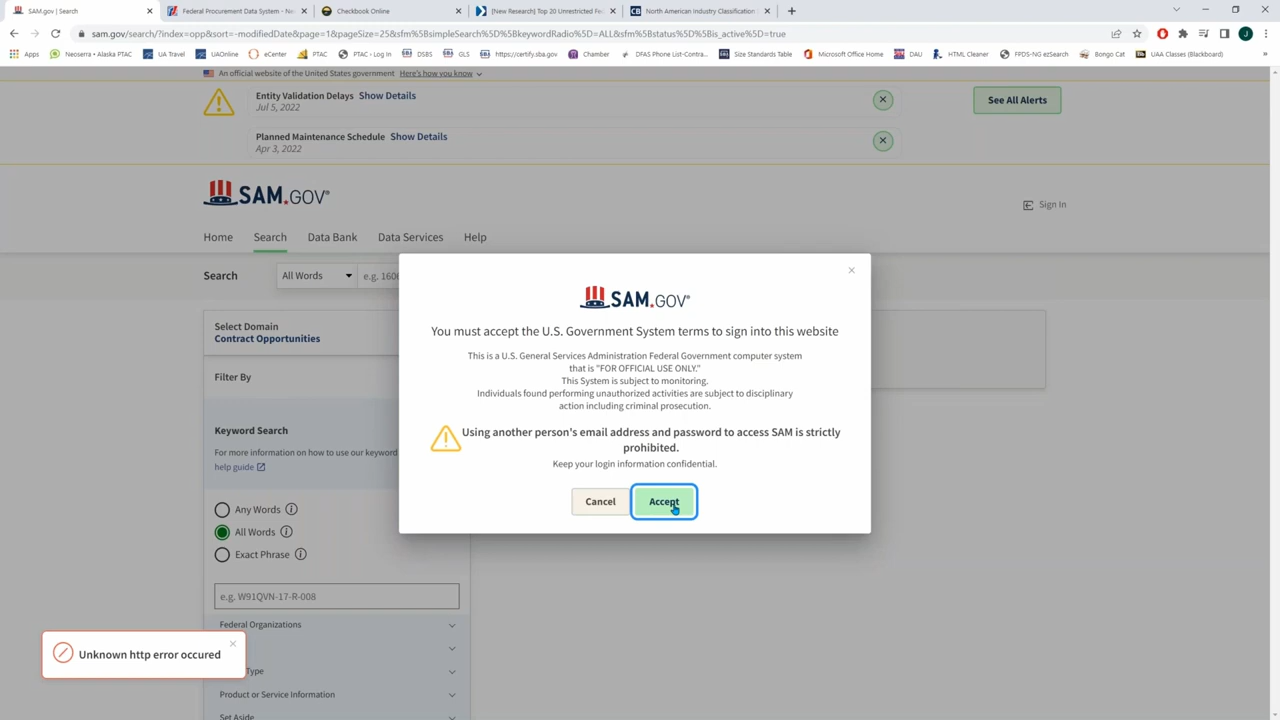 SAM.gov | Search
Federal Procurement Data System - Ne
Checkbook Online
[New Research] Top 20 Unrestricted Fe
North American Industry Classification
sam.gov/search/?index=opp&sort=-modifiedDate&page=1&pageSize=25&sfm%5BsimpleSearch%5D%5BkeywordRadio%5D=ALL&sfm%5Bstatus%5D%5Bis_active%5D=true
J
Apps
Neoserra • Alaska PTAC
UA Travel
UAOnline
eCenter
PTAC
PTAC - Log In
DSBS
GLS
https://certify.sba.gov
Chamber
DPAS Phone List-Contra...
Size Standards Table
Microsoft Office Home
DAU
HTML Cleaner
FPDS-NG ezSearch
Bongo Cat
UAA Classes (Blackboard)
An official website of the United States government Here's how you know
Entity Validation Delays Show Details
Jul 5, 2022
See All Alerts
Planned Maintenance Schedule Show Details
Apr 3, 2022
SAM.GOV®
Sign In
Home
Search
Data Bank
Data Services
Help
Search
All Words
e.g. 1606
Select Domain
Contract Opportunities
Filter By
Keyword Search
For more information on how to use our keyword
help guide
Any Words
All Words
Exact Phrase
e.g. W91QVN-17-R-008
Federal Organizations
Type
Product or Service Information
Set Aside
SAM.GOV®
You must accept the U.S. Government System terms to sign into this website
This is a U.S. General Services Administration Federal Government computer system
that is "FOR OFFICIAL USE ONLY."
This System is subject to monitoring.
Individuals found performing unauthorized activities are subject to disciplinary
action including criminal prosecution.
Using another person's email address and password to access SAM is strictly
prohibited.
Keep your login information confidential.
Cancel
Accept
Unknown http error occured